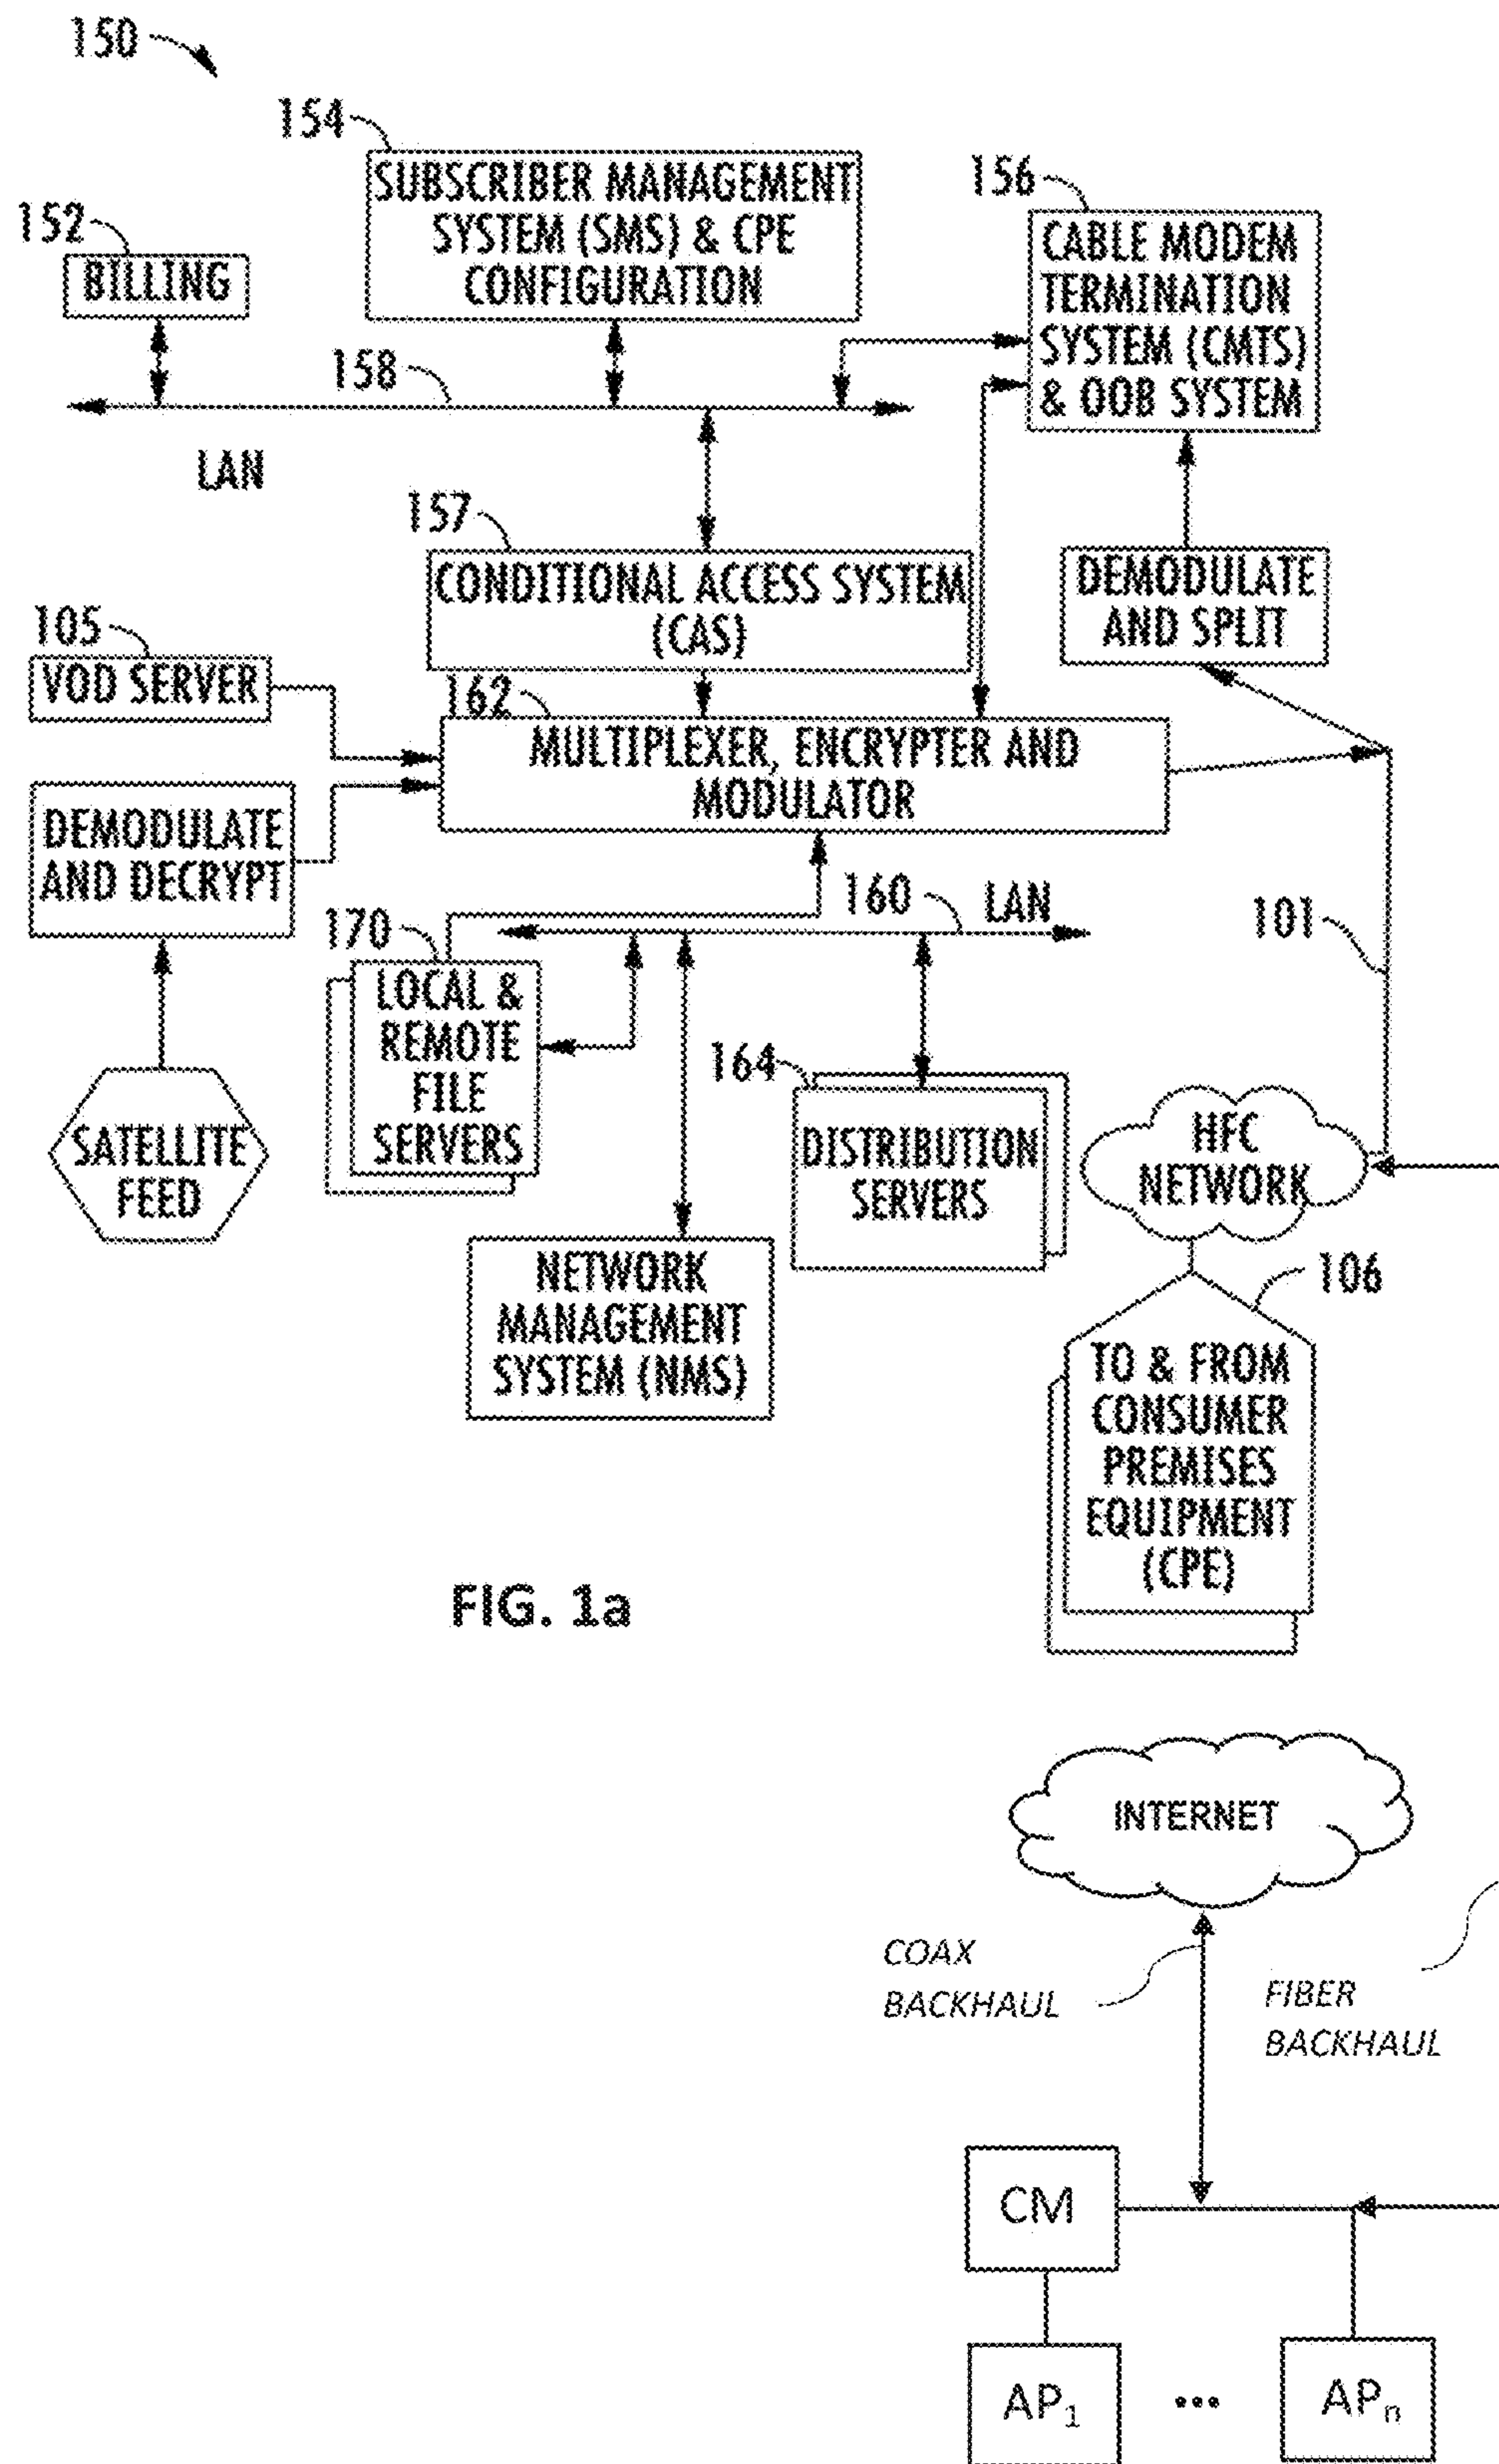 150
154
SUBSCRIBER MANAGEMENT
SYSTEM (SMS) & CPE
CONFIGURATION
156
CABLE MODEM
TERMINATION
SYSTEM (CMTS)
& OOB SYSTEM
152
BILLING
158
LAN
157
CONDITIONAL ACCESS SYSTEM
(CAS)
DEMODULATE
AND SPLIT
105
VOD SERVER
162
MULTIPLEXER, ENCRYPTER AND
MODULATOR
DEMODULATE
AND DECRYPT
160
LAN
101
170
LOCAL &
REMOTE
FILE
SERVERS
164
DISTRIBUTION
SERVERS
SATELLITE
FEED
HFC
NETWORK
NETWORK
MANAGEMENT
SYSTEM (NMS)
106
TO & FROM
CONSUMER
PREMISES
EQUIPMENT
(CPE)
FIG. 1a
INTERNET
COAX
BACKHAUL
FIBER
BACKHAUL
CM
AP1
...
APn